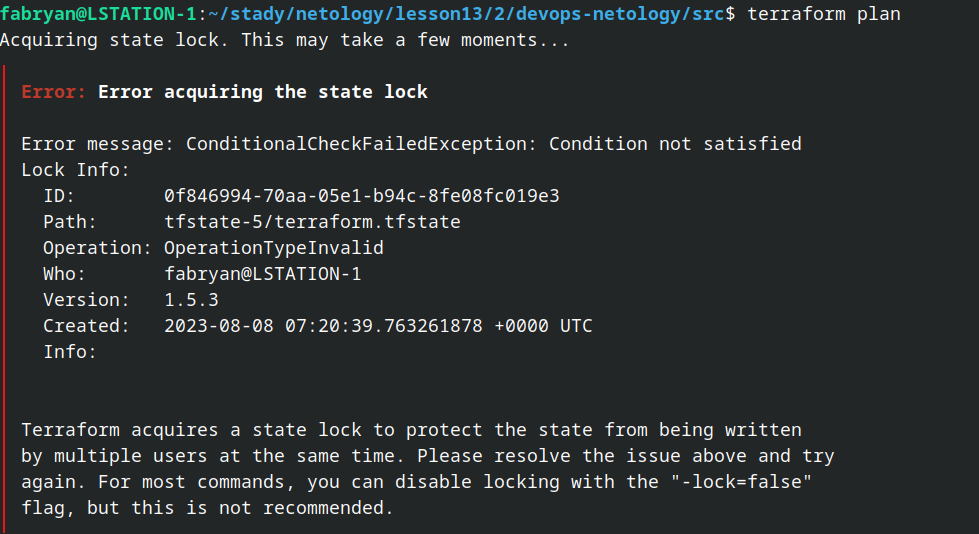 fabryan@LSTATION-1:~/stady/netology/lesson13/2/devops-netology/src$ terraform plan
Acquiring state lock. This may take a few moments...
Error: Error acquiring the state lock
Error message: ConditionalCheckFailedException: Condition not satisfied
Lock Info:
  ID:        0f846994-70aa-05e1-b94c-8fe08fc019e3
  Path:      tfstate-5/terraform.tfstate
  Operation: OperationTypeInvalid
  Who:       fabryan@LSTATION-1
  Version:   1.5.3
  Created:   2023-08-08 07:20:39.763261878 +0000 UTC
  Info:
Terraform acquires a state lock to protect the state from being written
by multiple users at the same time. Please resolve the issue above and try
again. For most commands, you can disable locking with the "-lock=false"
flag, but this is not recommended.